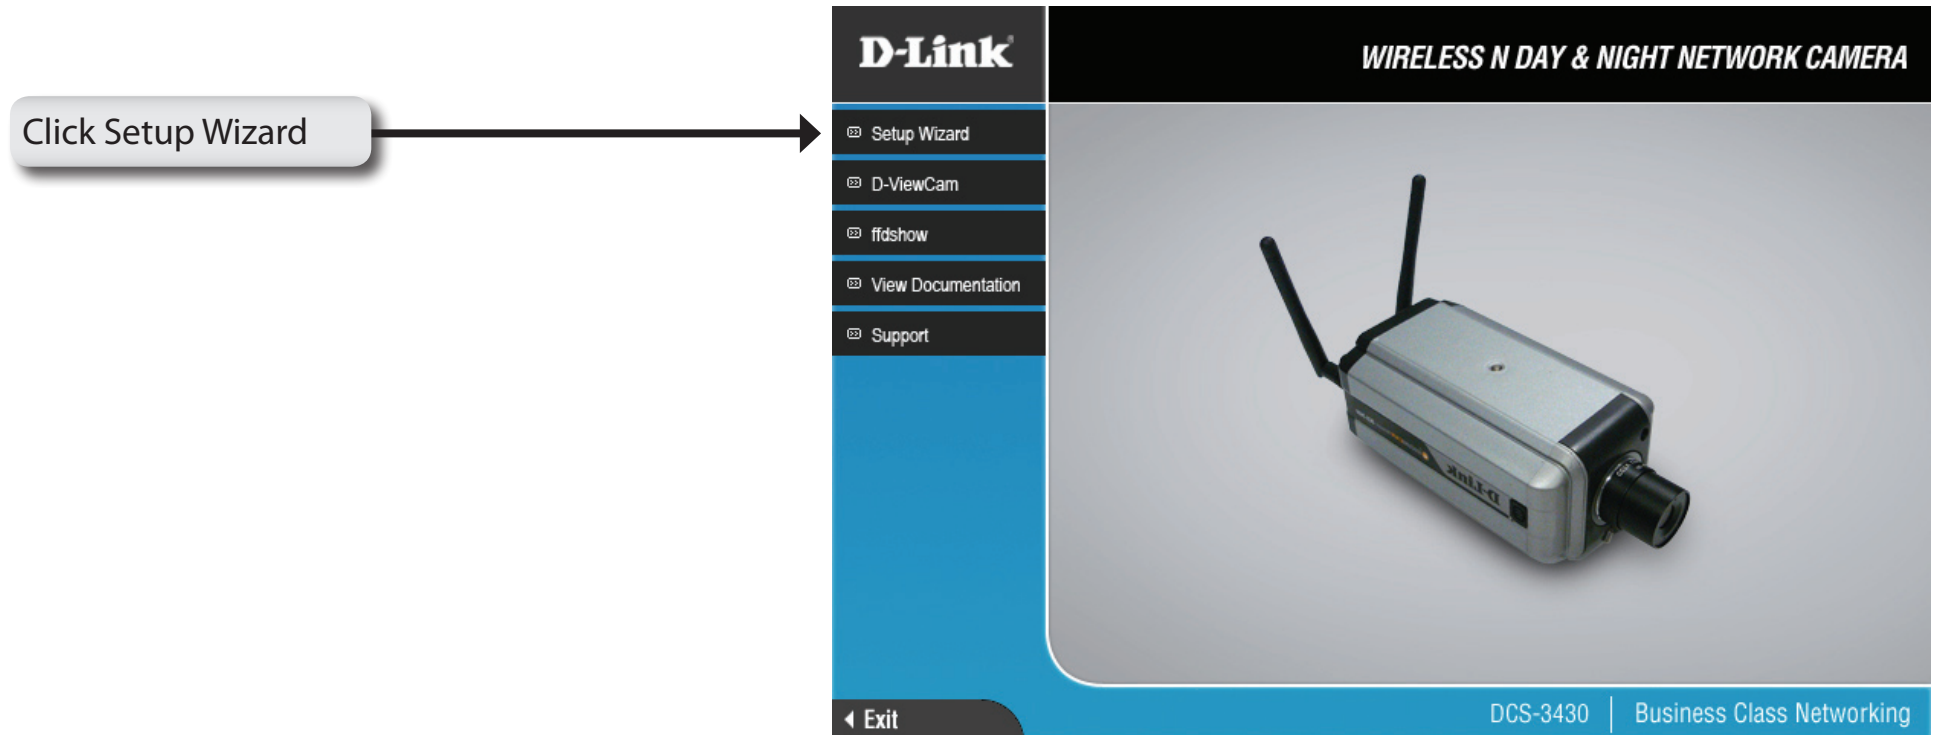 D-Link
WIRELESS N DAY & NIGHT NETWORK CAMERA
Click Setup Wizard
Setup Wizard
D-ViewCam
ffdshow
View Documentation
Support
D-Link
Exit
DCS-3430
Business Class Networking